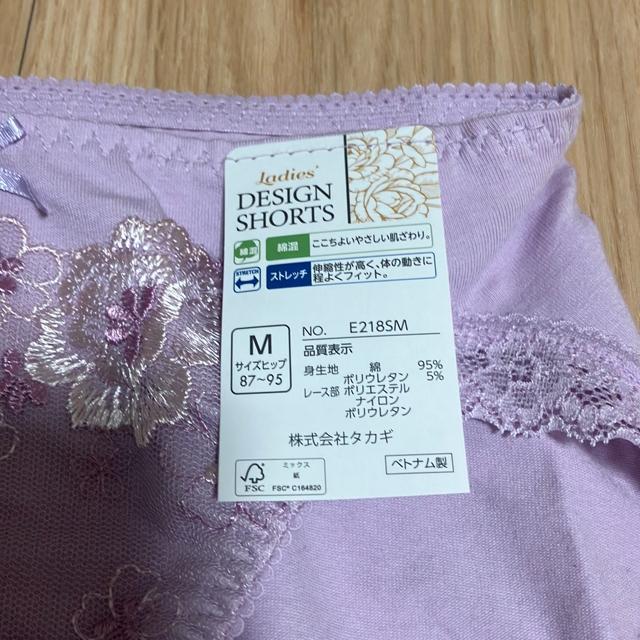 Ladies'
DESIGN
SHORTS
綿混 綿混 ここちよいやさしい肌ざわり。
STRETCH ストレッチ 伸縮性が高く、体の動きに
程よくフィット。
M
サイズヒップ
87～95
NO. E218SM
品質表示
身生地 綿 95%
ポリウレタン 5%
レース部 ポリエステル
ナイロン
ポリウレタン
株式会社タカギ
FSC
ミックス
紙
FSC® C164820
ベトナム製